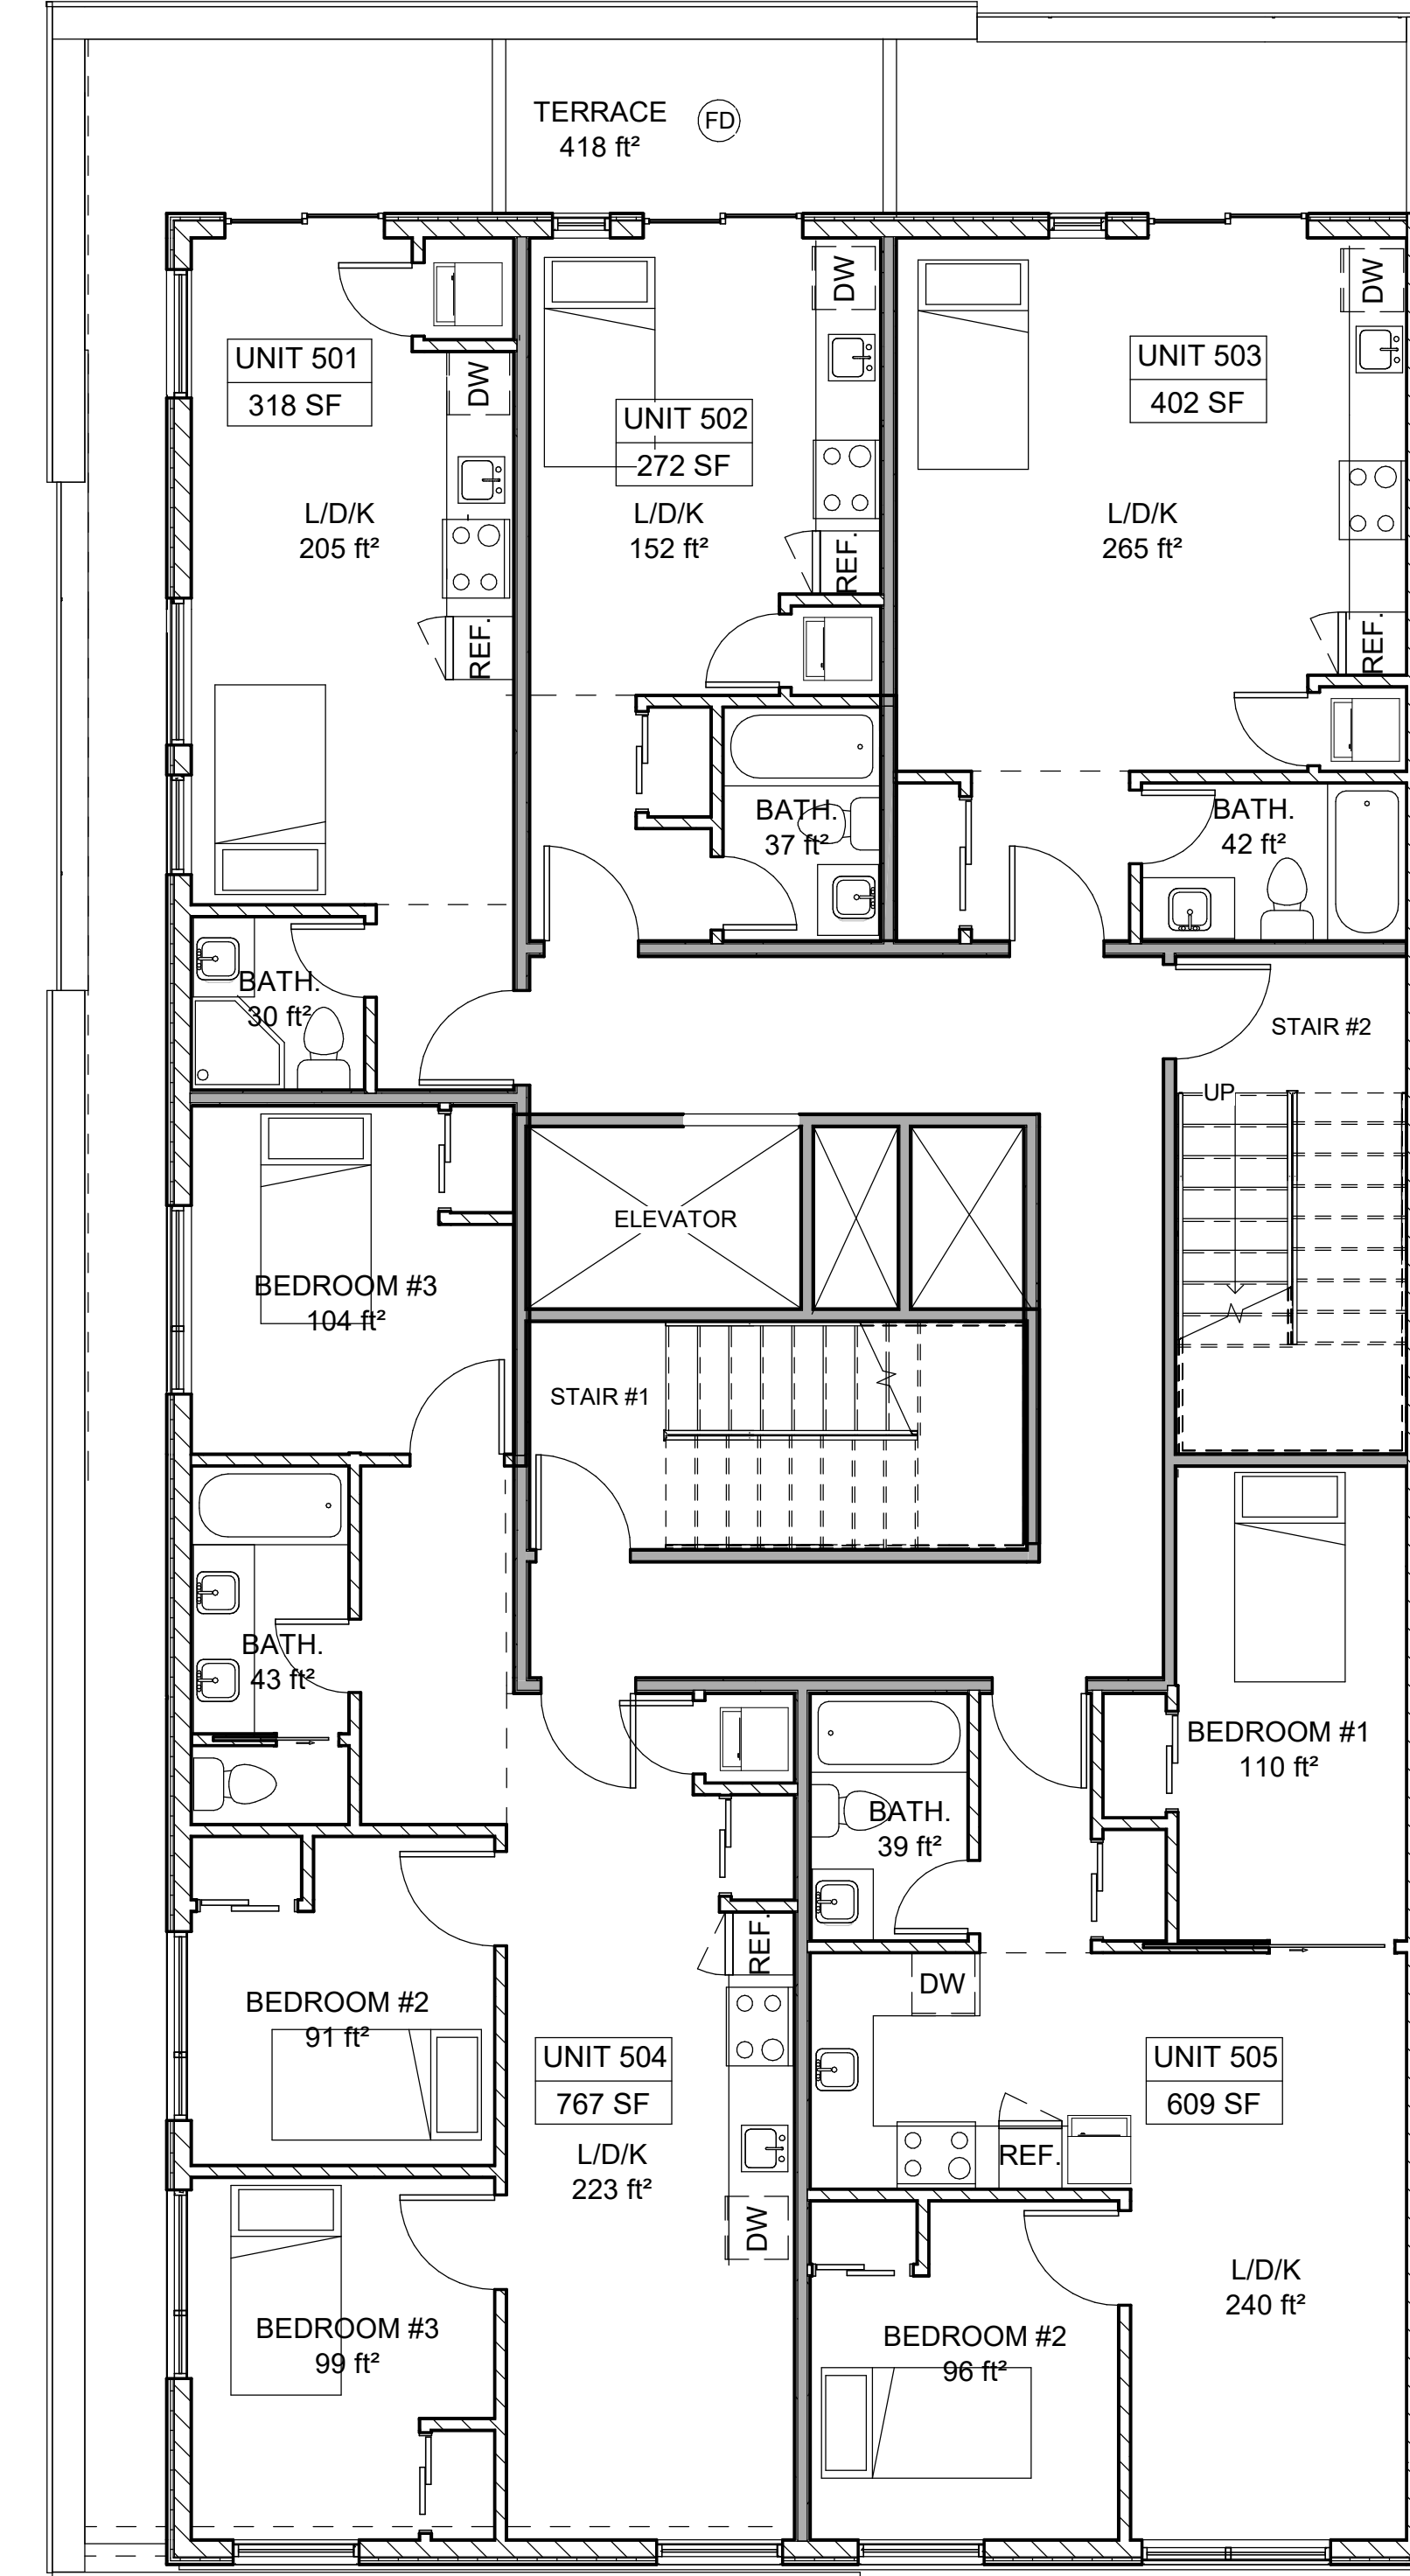 TERRACE
418 ft²
FD
UNIT 501
318 SF
DW
L/D/K
205 ft²
REF.
UNIT 502
272 SF
DW
L/D/K
152 ft²
REF.
UNIT 503
402 SF
DW
L/D/K
265 ft²
REF.
BATH.
37 ft²
BATH.
42 ft²
BATH.
30 ft²
STAIR #2
UP
ELEVATOR
BEDROOM #3
104 ft²
STAIR #1
BATH.
43 ft²
BEDROOM #1
110 ft²
BATH.
39 ft²
REF.
DW
BEDROOM #2
91 ft²
UNIT 504
767 SF
L/D/K
223 ft²
DW
UNIT 505
609 SF
REF.
L/D/K
240 ft²
BEDROOM #3
99 ft²
BEDROOM #2
96 ft²